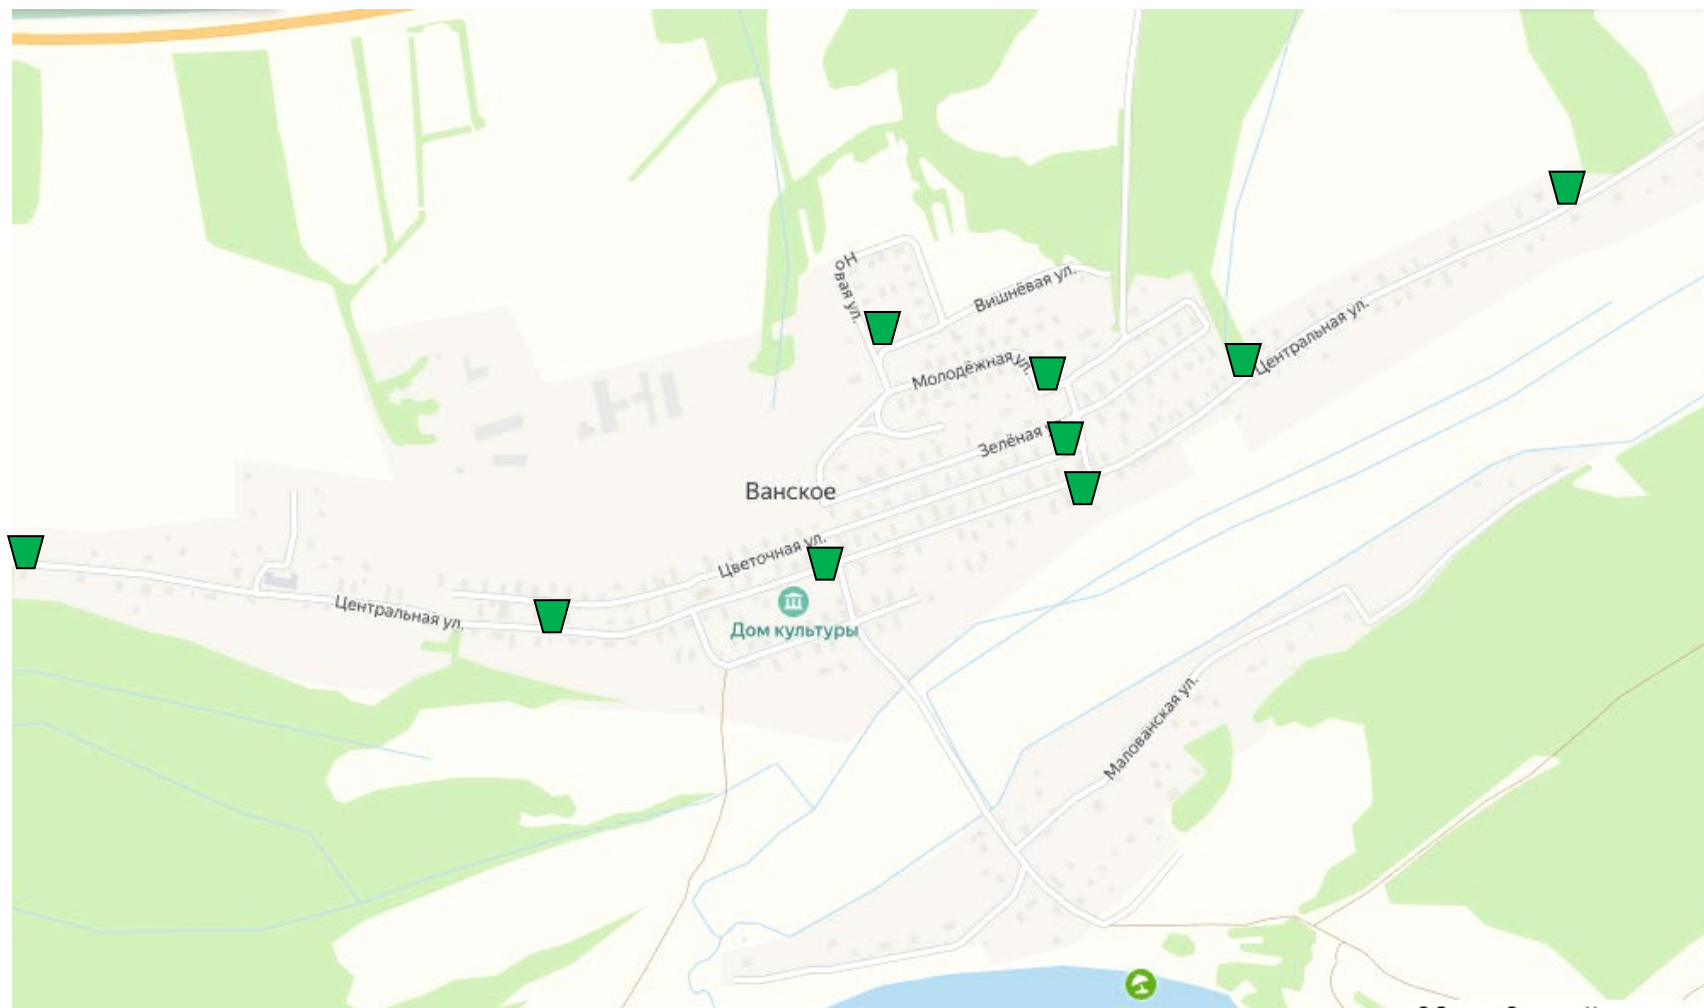 Новая ул.
Вишнёвая ул.
Молодёжная ул.
Центральная ул.
Зелёная
Ванское
Цветочная ул.
Центральная ул.
Дом культуры
Малованская ул.